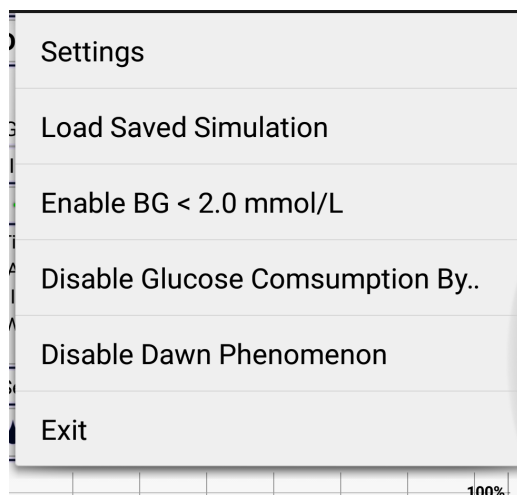 Settings
Load Saved Simulation
Enable BG < 2.0 mmol/L
Disable Glucose Comsumption By..
Disable Dawn Phenomenon
Exit
100%